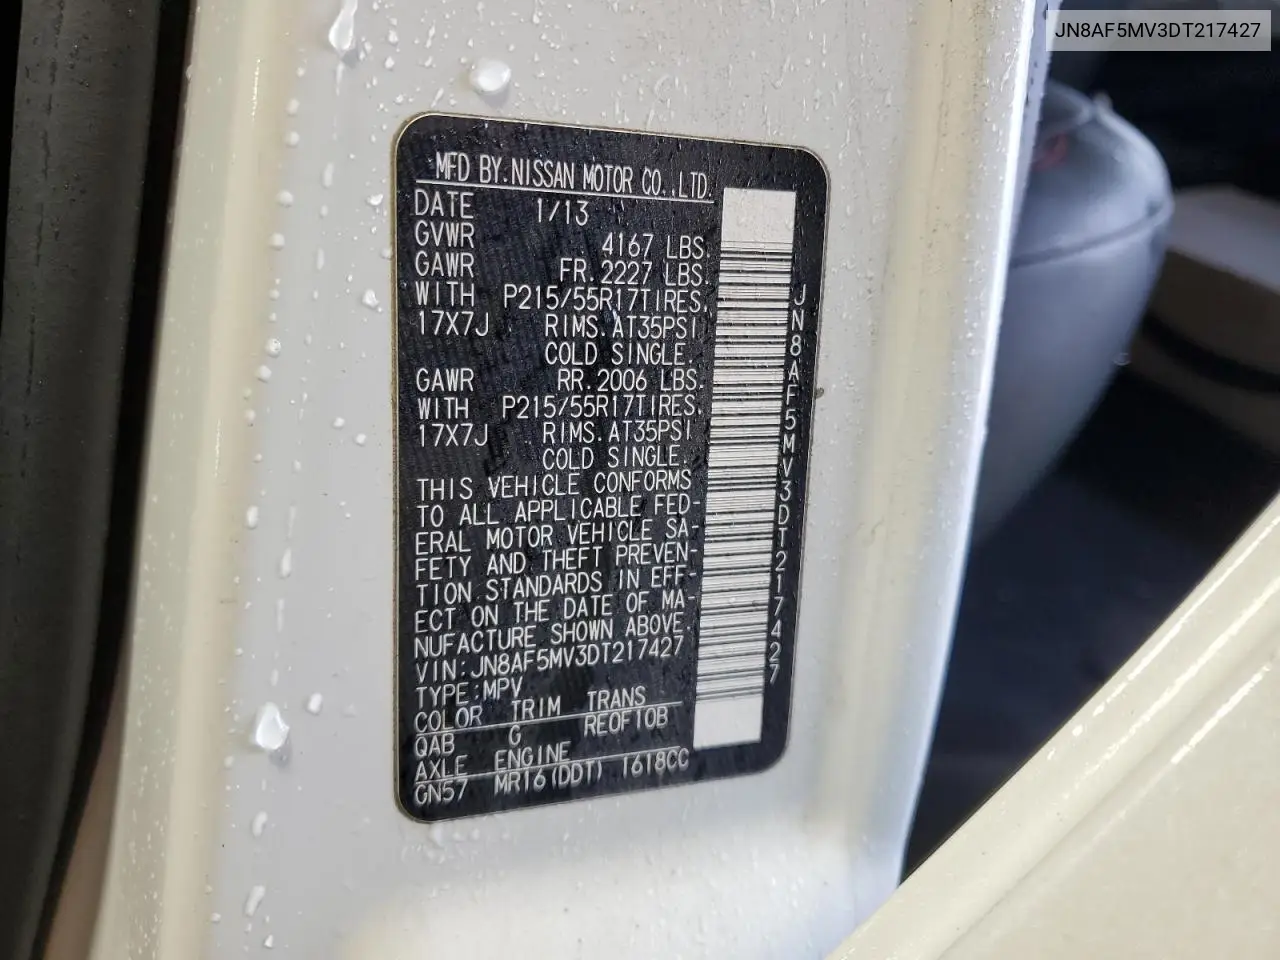 JN8AF5MV3DT217427
MFD BY.NISSAN MOTOR CO.,LTD.
DATE 1/13
GVWR 4167 LBS.
GAWR FR.2227 LBS.
WITH P215/55R17TIRES.
17X7J RIMS.AT35PSI
COLD SINGLE.
GAWR RR.2006 LBS.
WITH P215/55R17TIRES.
17X7J RIMS.AT35PSI
COLD SINGLE.
THIS VEHICLE CONFORMS
TO ALL APPLICABLE FED-
ERAL MOTOR VEHICLE SA-
FETY AND THEFT PREVEN-
TION STANDARDS IN EFF-
ECT ON THE DATE OF MA-
NUFACTURE SHOWN ABOVE.
VIN:JN8AF5MV3DT217427
TYPE:MPV
COLOR TRIM TRANS
QAB G RE0F10B
AXLE ENGINE
GN57 MR16(DDT) 1618CC
JN8AF5MV3DT217427